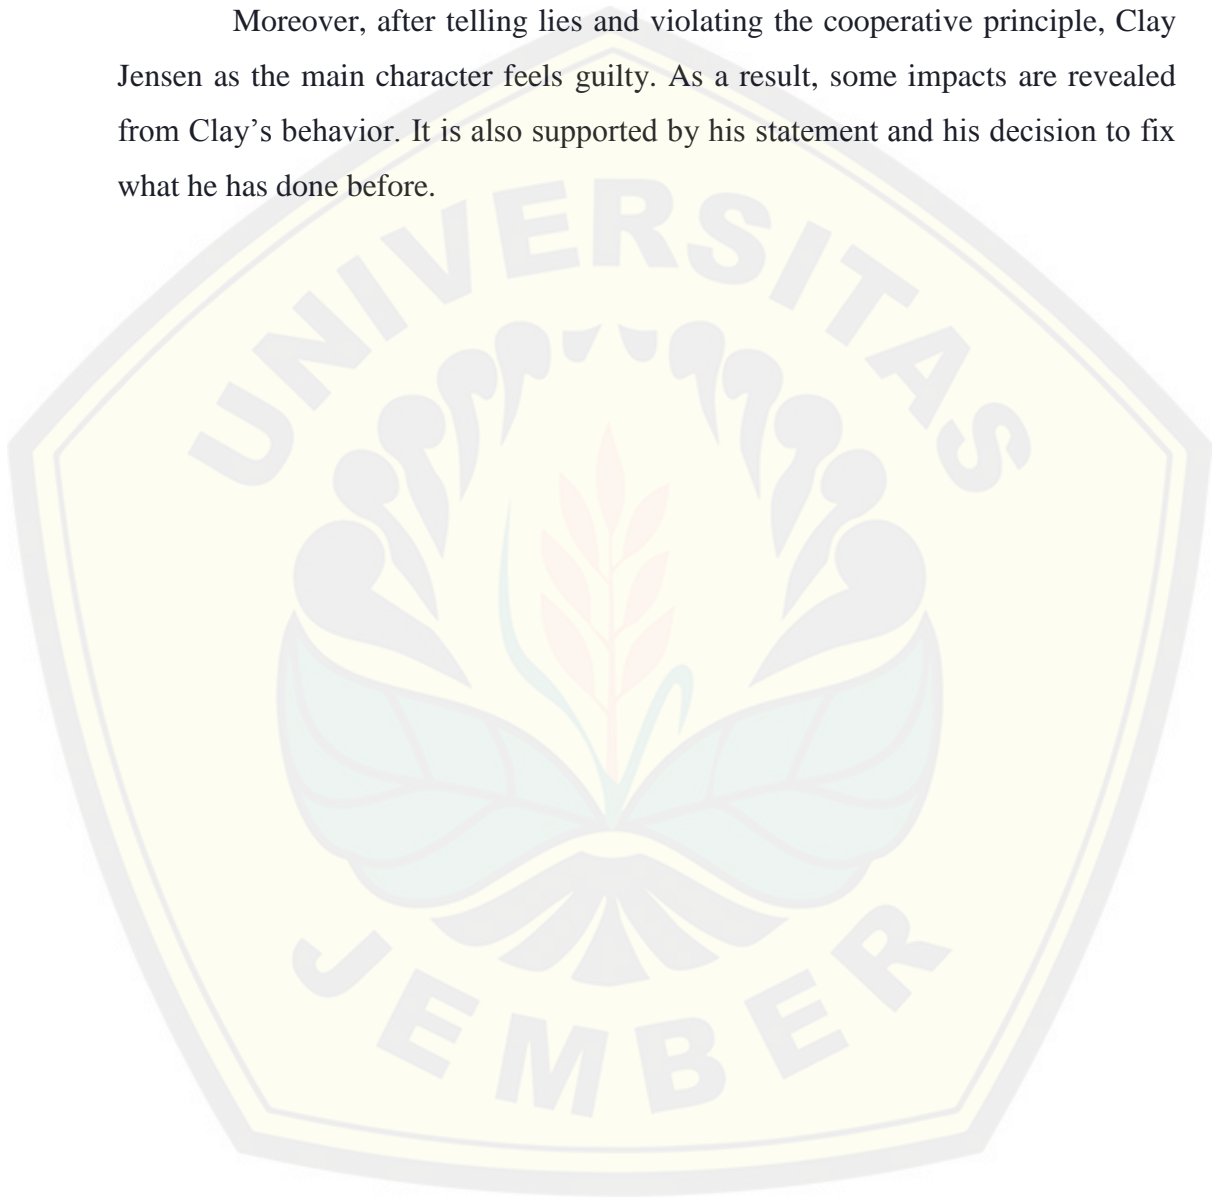 Moreover, after telling lies and violating the cooperative principle, Clay
Jensen as the main character feels guilty. As a result, some impacts are revealed
from Clay’s behavior. It is also supported by his statement and his decision to fix
what he has done before.
UNIVERSITAS
JEMBER